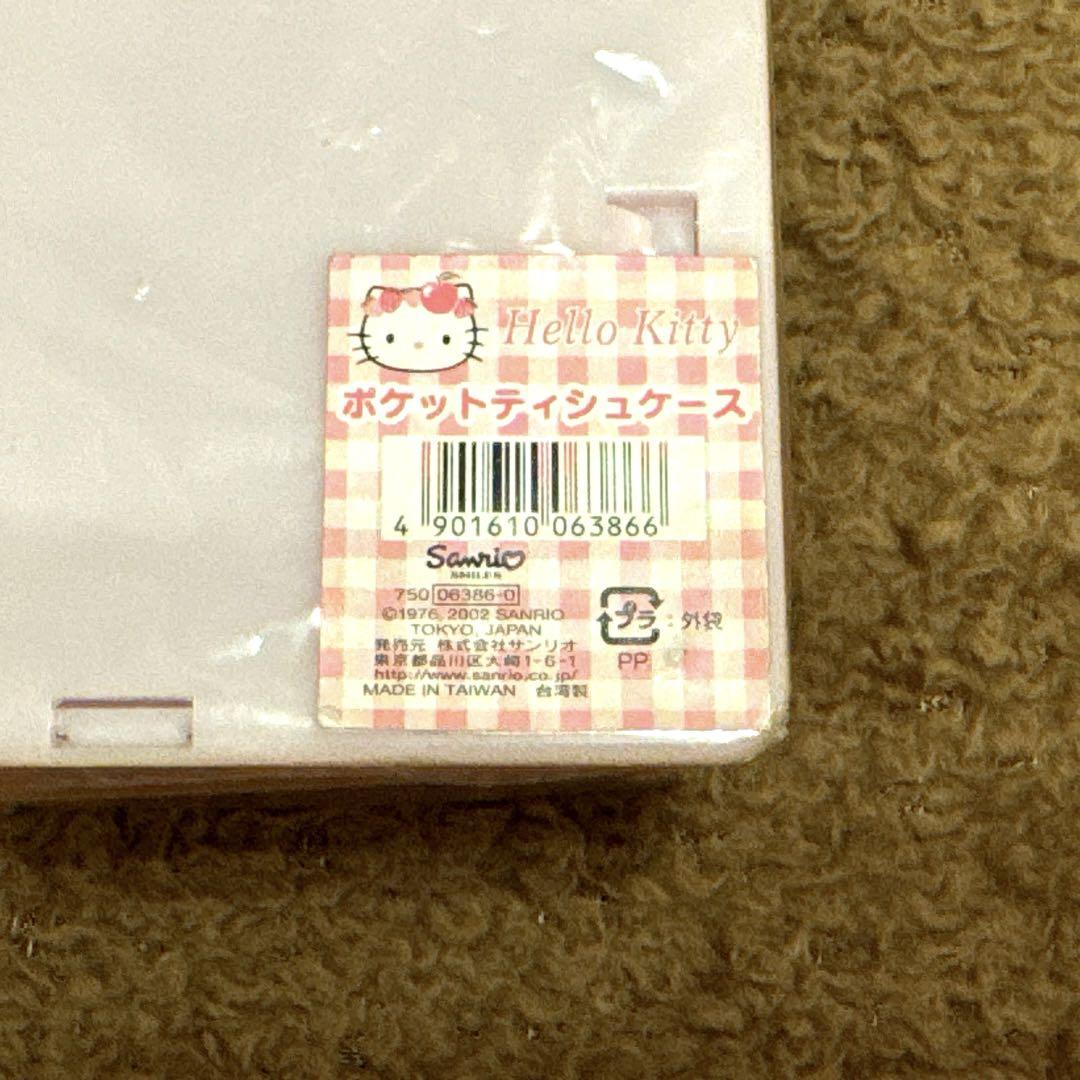 Hello Kitty
ポケットティシュケース
4 901610 063866
Sanrio
SMILES
750 06386-0
©1976, 2002 SANRIO
TOKYO, JAPAN
発売元 株式会社サンリオ
東京都品川区大崎1-6-1
http://www.sanrio.co.jp/
MADE IN TAIWAN 台湾製
プラ : 外袋
PP